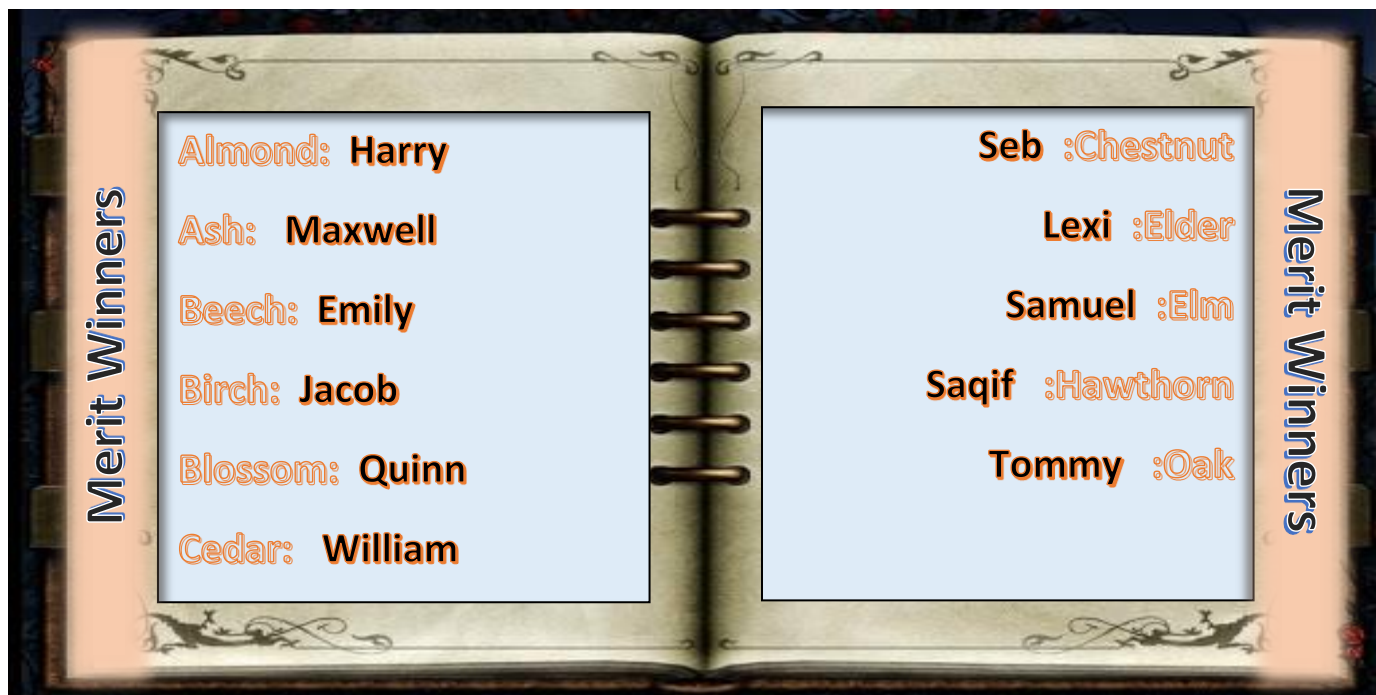 Merit Winners
Almond: Harry
Ash: Maxwell
Beech: Emily
Birch: Jacob
Blossom: Quinn
Cedar: William
Seb :Chestnut
Lexi :Elder
Samuel :Elm
Saqif :Hawthorn
Tommy :Oak
Merit Winners